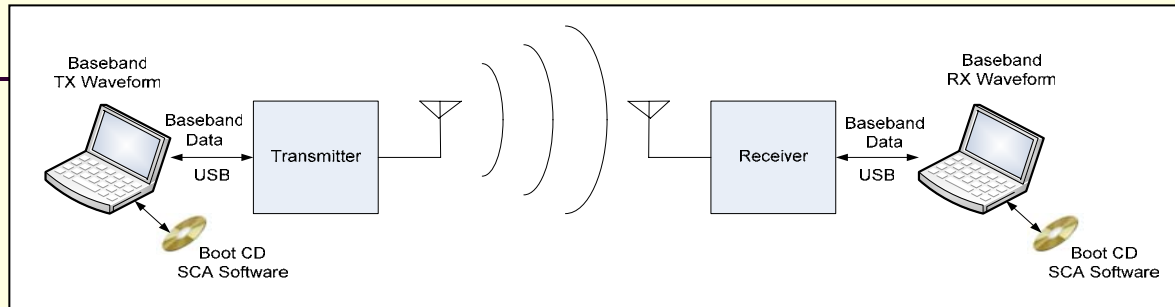 Baseband
TX Waveform
Baseband
Data
USB
Transmitter
Boot CD
SCA Software
Receiver
Baseband
Data
USB
Baseband
RX Waveform
Boot CD
SCA Software